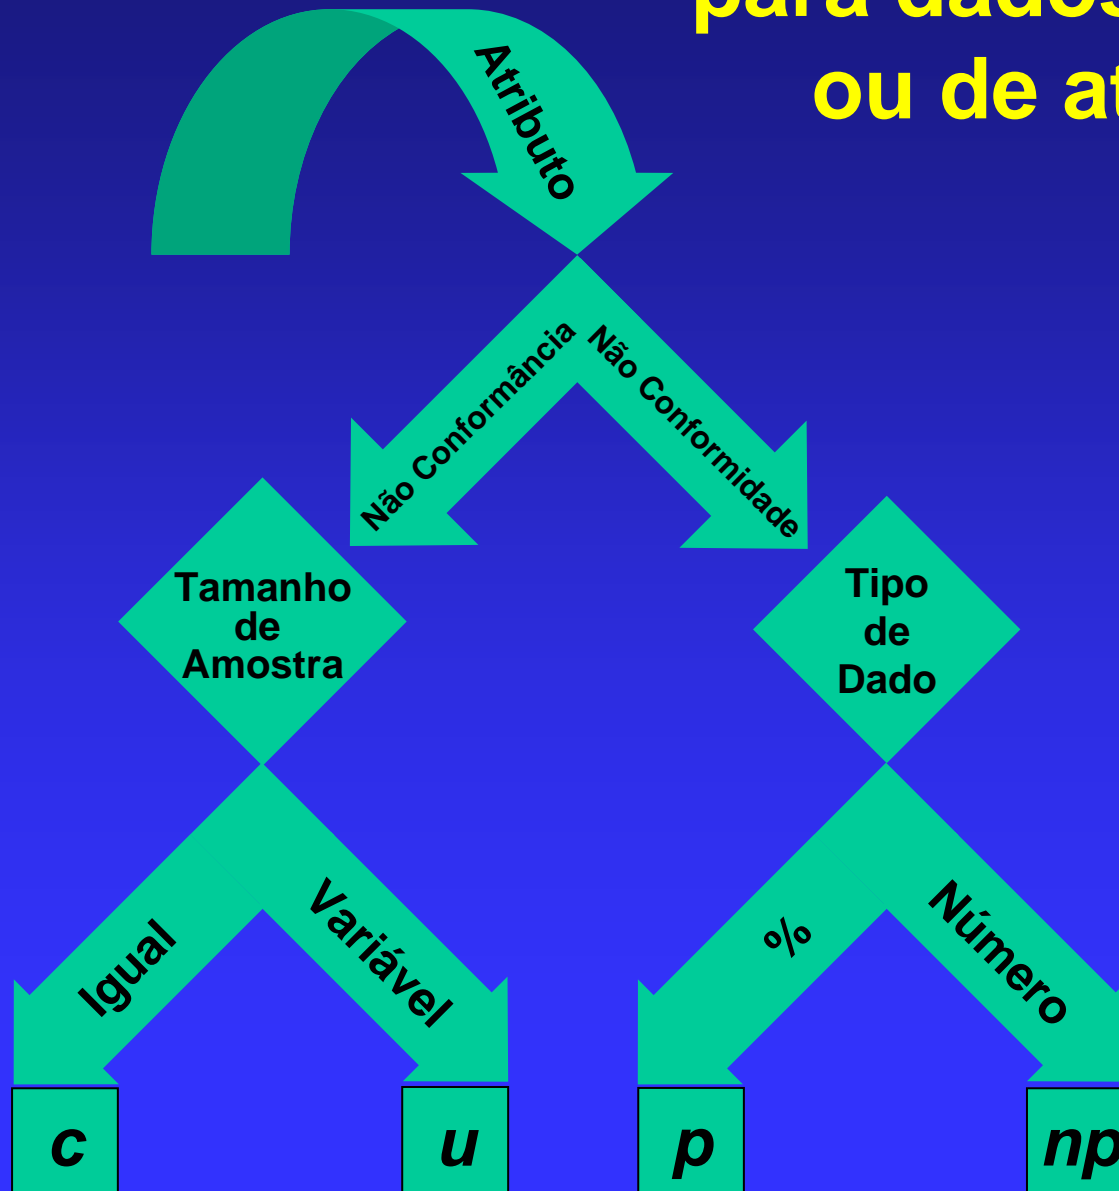 para dados
ou de at
Atributo
Não Conformância
Não Conformidade
Tamanho
de
Amostra
Tipo
de
Dado
Igual
Variável
%
Número
c
u
p
np